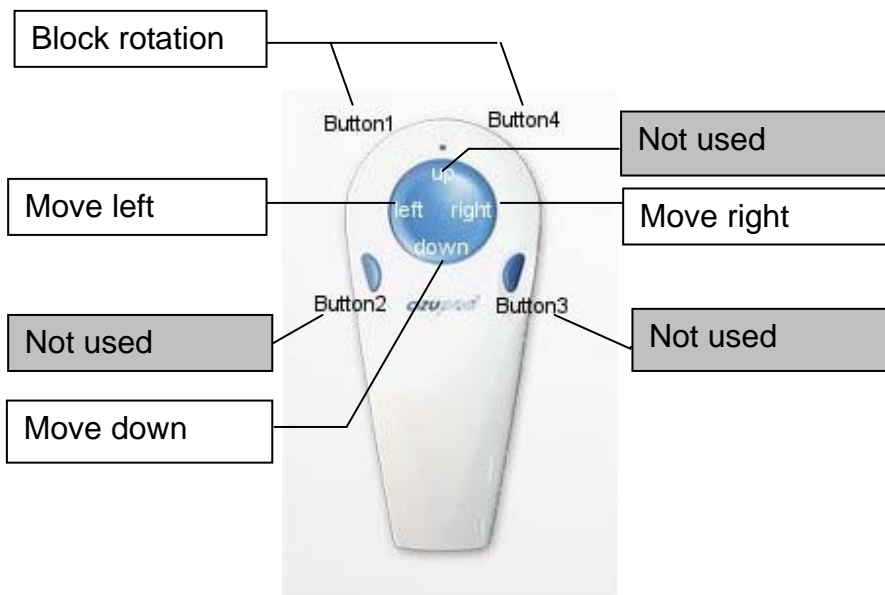 Block rotation
Button1
Button4
Not used
up
Move left
left
right
Move right
down
Button2
Button3
Not used
Not used
Move down